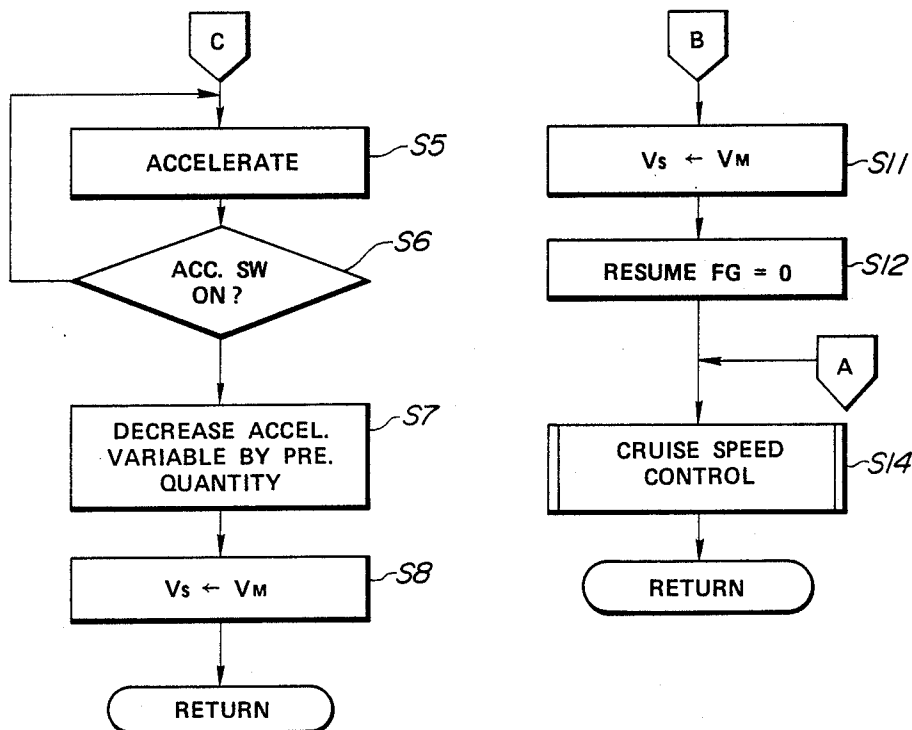 C
ACCELERATE
S5
ACC. SW
ON?
S6
DECREASE ACCEL.
VARIABLE BY PRE.
QUANTITY
S7
Vs ← VM
S8
RETURN
B
Vs ← VM
S11
RESUME FG = 0
S12
A
CRUISE SPEED
CONTROL
S14
RETURN